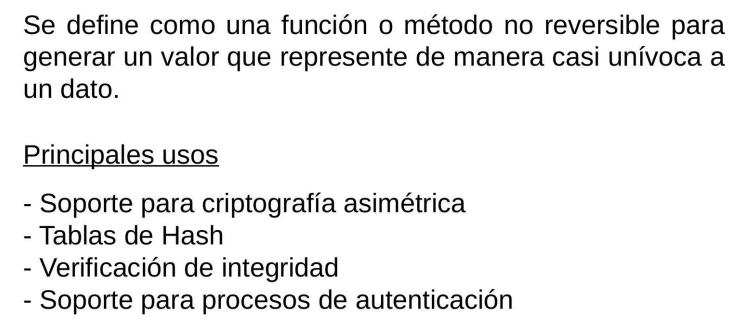 Se define como una función o método no reversible para
generar un valor que represente de manera casi unívoca a
un dato.
Principales usos
- Soporte para criptografía asimétrica
- Tablas de Hash
- Verificación de integridad
- Soporte para procesos de autenticación